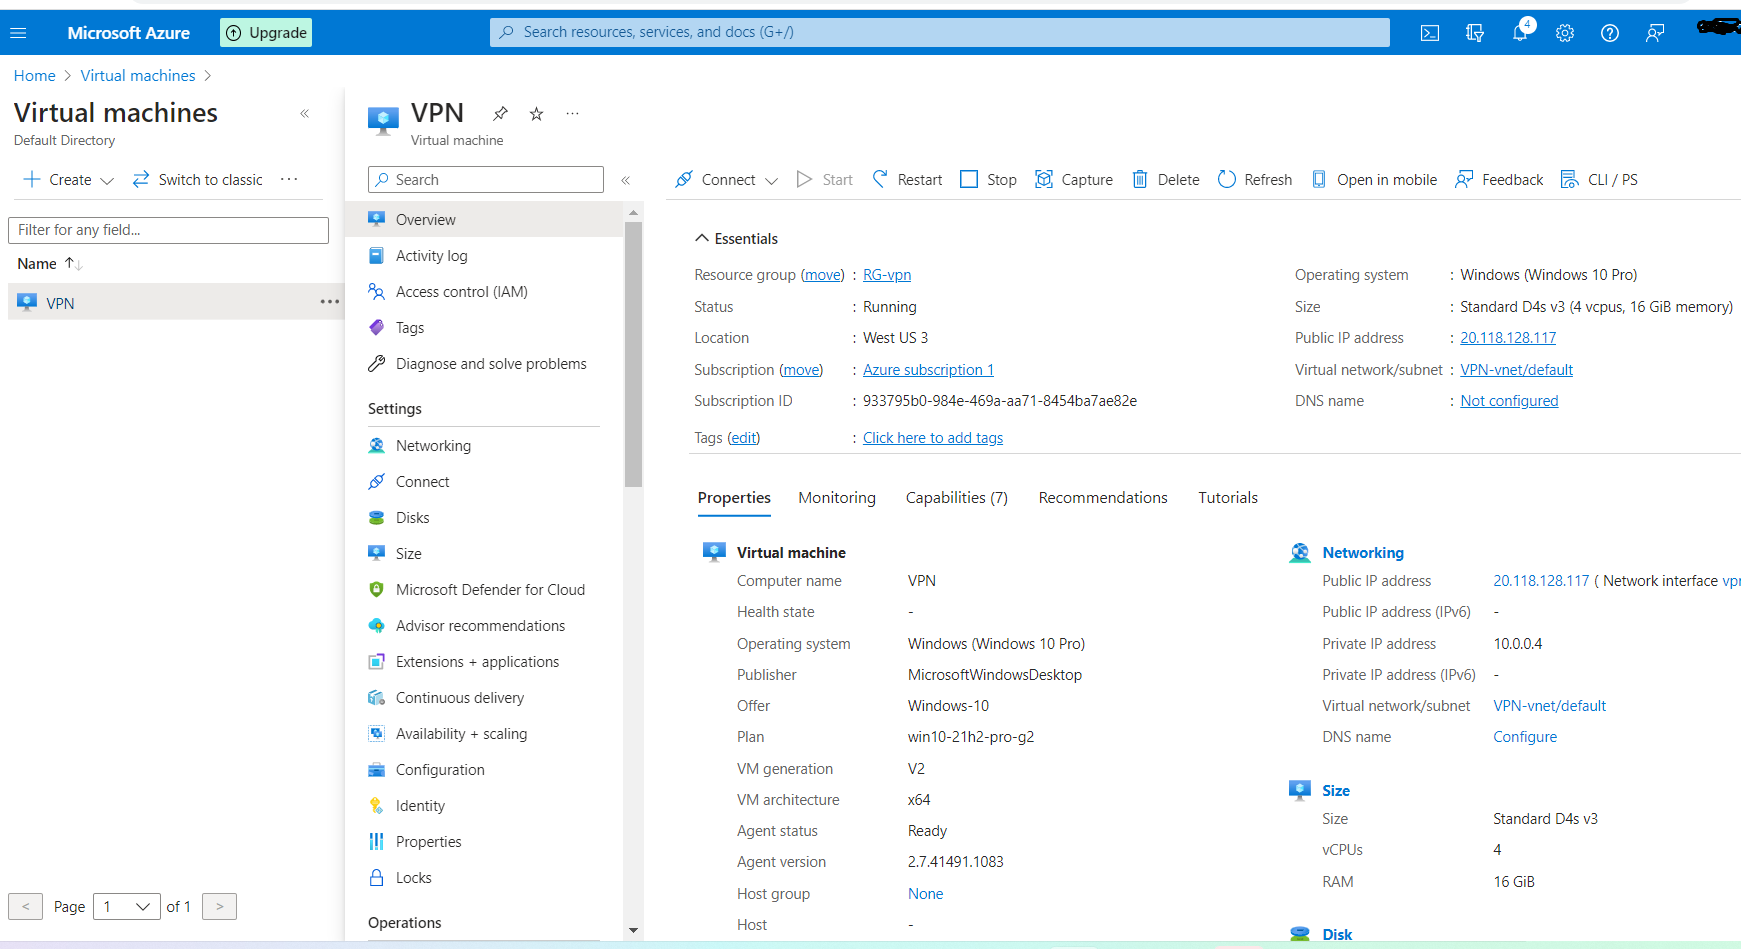 Microsoft Azure
Upgrade
Search resources, services, and docs (G+/)
4
Home > Virtual machines >
Virtual machines «
Default Directory
Create
Switch to classic ...
Filter for any field...
Name ↑↓
VPN ...
< Page 1 of 1 >
VPN ...
Virtual machine
Search «
Overview
Activity log
Access control (IAM)
Tags
Diagnose and solve problems
Settings
Networking
Connect
Disks
Size
Microsoft Defender for Cloud
Advisor recommendations
Extensions + applications
Continuous delivery
Availability + scaling
Configuration
Identity
Properties
Locks
Operations
Connect Start Restart Stop Capture Delete Refresh Open in mobile Feedback CLI / PS
Essentials
Resource group (move) : RG-vpn
Status : Running
Location : West US 3
Subscription (move) : Azure subscription 1
Subscription ID : 933795b0-984e-469a-aa71-8454ba7ae82e
Tags (edit) : Click here to add tags
Operating system : Windows (Windows 10 Pro)
Size : Standard D4s v3 (4 vcpus, 16 GiB memory)
Public IP address : 20.118.128.117
Virtual network/subnet : VPN-vnet/default
DNS name : Not configured
Properties Monitoring Capabilities (7) Recommendations Tutorials
Virtual machine
Computer name VPN
Health state -
Operating system Windows (Windows 10 Pro)
Publisher MicrosoftWindowsDesktop
Offer Windows-10
Plan win10-21h2-pro-g2
VM generation V2
VM architecture x64
Agent status Ready
Agent version 2.7.41491.1083
Host group None
Host -
Networking
Public IP address 20.118.128.117 ( Network interface
Public IP address (IPv6) -
Private IP address 10.0.0.4
Private IP address (IPv6) -
Virtual network/subnet VPN-vnet/default
DNS name Configure
Size
Size Standard D4s v3
vCPUs 4
RAM 16 GiB
Disk